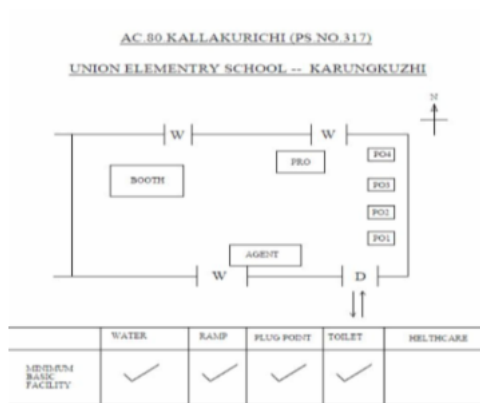 AC.80.KALLAKURICHI (PS.NO.317)
UNION ELEMENTRY SCHOOL -- KARUNGKUZHI
N
W W
PRO PO4
BOOTH PO3
PO2
PO1
AGENT
W D
WATER RAMP PLUG POINT TOILET HELTHCARE
MINIMUM
BASIC
FACILITY